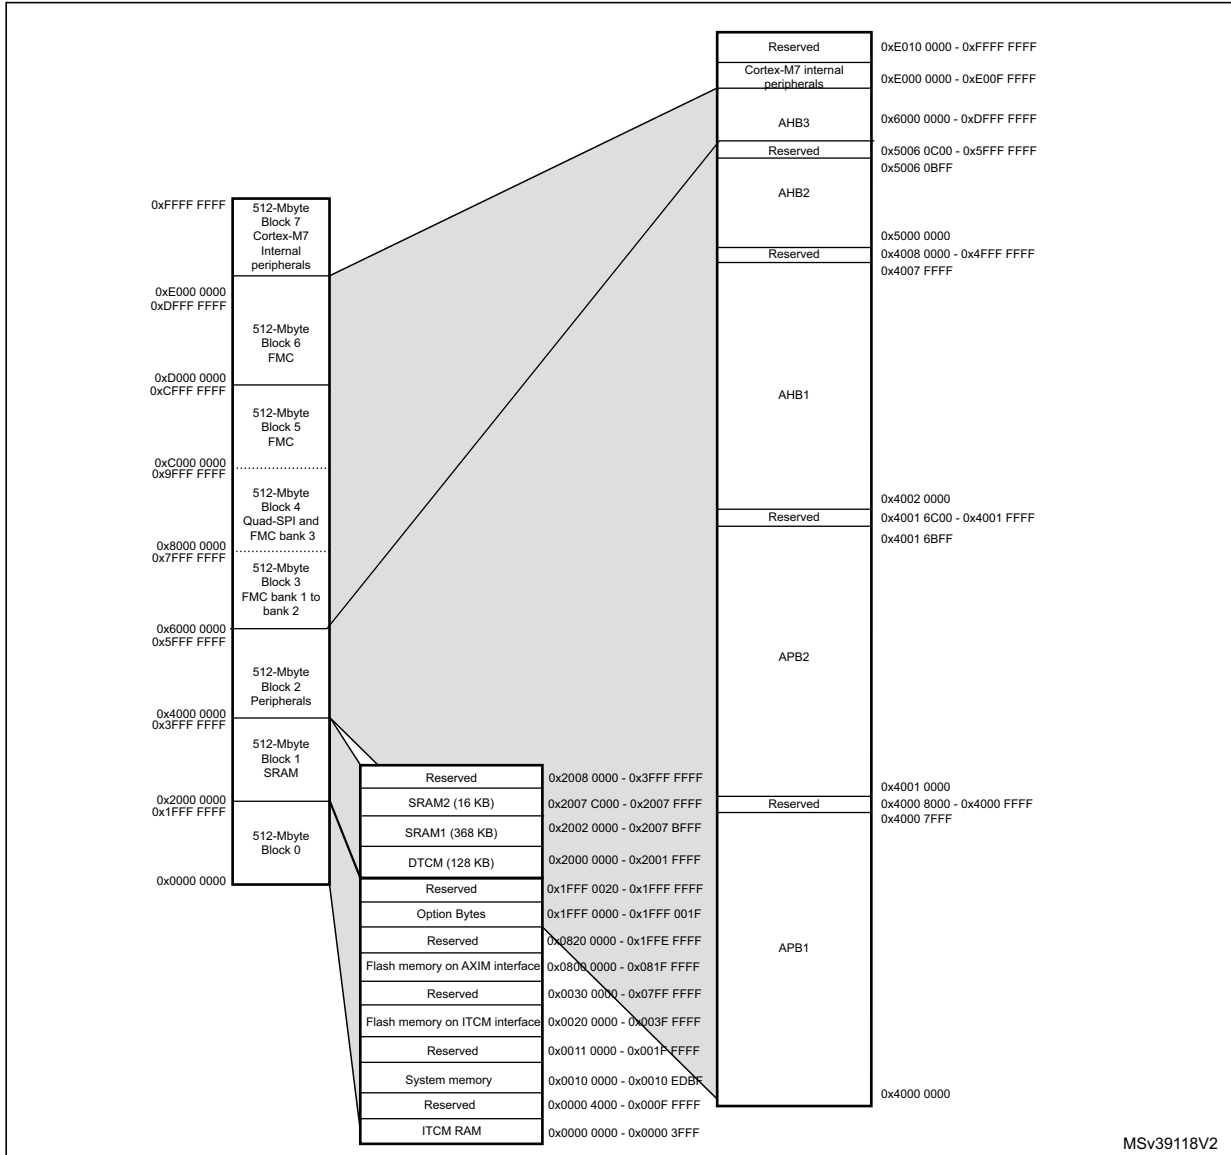 0xFFFF FFFF
512-Mbyte
Block 7
Cortex-M7
Internal
peripherals
0xE000 0000
0xDFFF FFFF
512-Mbyte
Block 6
FMC
0xD000 0000
0xCFFF FFFF
512-Mbyte
Block 5
FMC
0xC000 0000
0x9FFF FFFF
512-Mbyte
Block 4
Quad-SPI and
FMC bank 3
0x8000 0000
0x7FFF FFFF
512-Mbyte
Block 3
FMC bank 1 to
bank 2
0x6000 0000
0x5FFF FFFF
512-Mbyte
Block 2
Peripherals
0x4000 0000
0x3FFF FFFF
512-Mbyte
Block 1
SRAM
0x2000 0000
0x1FFF FFFF
512-Mbyte
Block 0
0x0000 0000
Reserved 0x2008 0000 - 0x3FFF FFFF
SRAM2 (16 KB) 0x2007 C000 - 0x2007 FFFF
SRAM1 (368 KB) 0x2002 0000 - 0x2007 BFFF
DTCM (128 KB) 0x2000 0000 - 0x2001 FFFF
Reserved 0x1FFF 0020 - 0x1FFF FFFF
Option Bytes 0x1FFF 0000 - 0x1FFF 001F
Reserved 0x0820 0000 - 0x1FFE FFFF
Flash memory on AXIM interface 0x0800 0000 - 0x081F FFFF
Reserved 0x0030 0000 - 0x07FF FFFF
Flash memory on ITCM interface 0x0020 0000 - 0x003F FFFF
Reserved 0x0011 0000 - 0x001F FFFF
System memory 0x0010 0000 - 0x0010 EDBF
Reserved 0x0000 4000 - 0x000F FFFF
ITCM RAM 0x0000 0000 - 0x0000 3FFF
Reserved 0xE010 0000 - 0xFFFF FFFF
Cortex-M7 internal
peripherals 0xE000 0000 - 0xE00F FFFF
AHB3 0x6000 0000 - 0xDFFF FFFF
Reserved 0x5006 0C00 - 0x5FFF FFFF
0x5006 0BFF
AHB2
0x5000 0000
Reserved 0x4008 0000 - 0x4FFF FFFF
0x4007 FFFF
AHB1
0x4002 0000
Reserved 0x4001 6C00 - 0x4001 FFFF
0x4001 6BFF
APB2
0x4001 0000
Reserved 0x4000 8000 - 0x4000 FFFF
0x4000 7FFF
APB1
0x4000 0000
MSv39118V2